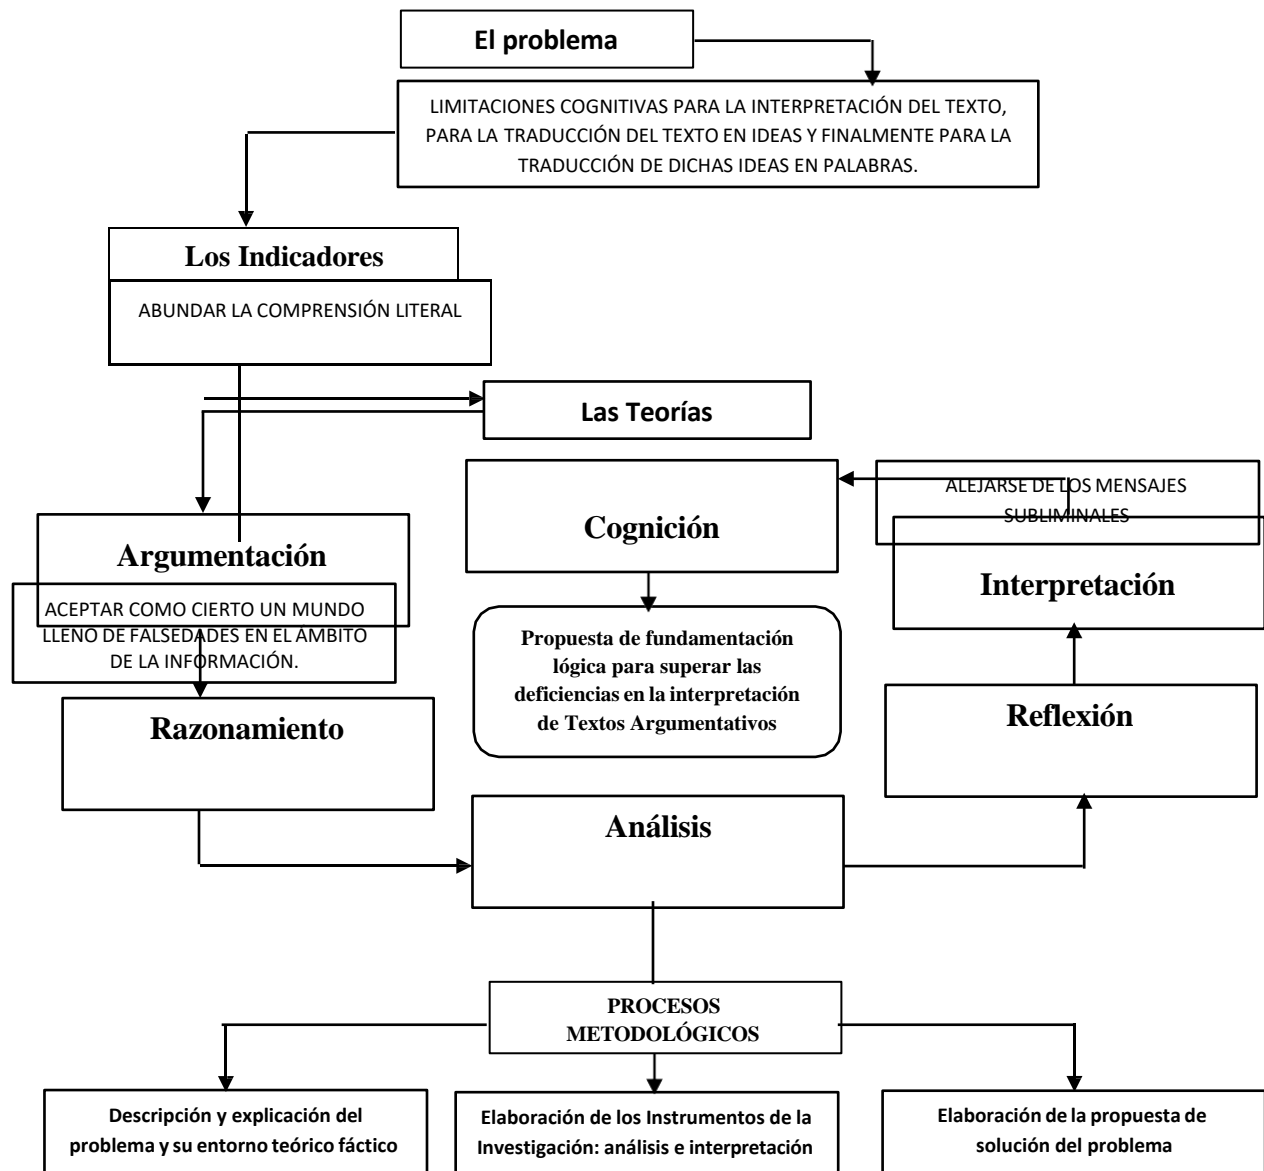 El problema
LIMITACIONES COGNITIVAS PARA LA INTERPRETACIÓN DEL TEXTO,
PARA LA TRADUCCIÓN DEL TEXTO EN IDEAS Y FINALMENTE PARA LA
TRADUCCIÓN DE DICHAS IDEAS EN PALABRAS.
Los Indicadores
ABUNDAR LA COMPRENSIÓN LITERAL
Las Teorías
ALEJARSE DE LOS MENSAJES
SUBLIMINALES
Cognición
Argumentación
Interpretación
ACEPTAR COMO CIERTO UN MUNDO
LLENO DE FALSEDADES EN EL ÁMBITO
DE LA INFORMACIÓN.
Propuesta de fundamentación
lógica para superar las
deficiencias en la interpretación
de Textos Argumentativos
Razonamiento
Reflexión
Análisis
PROCESOS
METODOLÓGICOS
Descripción y explicación del
problema y su entorno teórico fáctico
Elaboración de los Instrumentos de la
Investigación: análisis e interpretación
Elaboración de la propuesta de
solución del problema